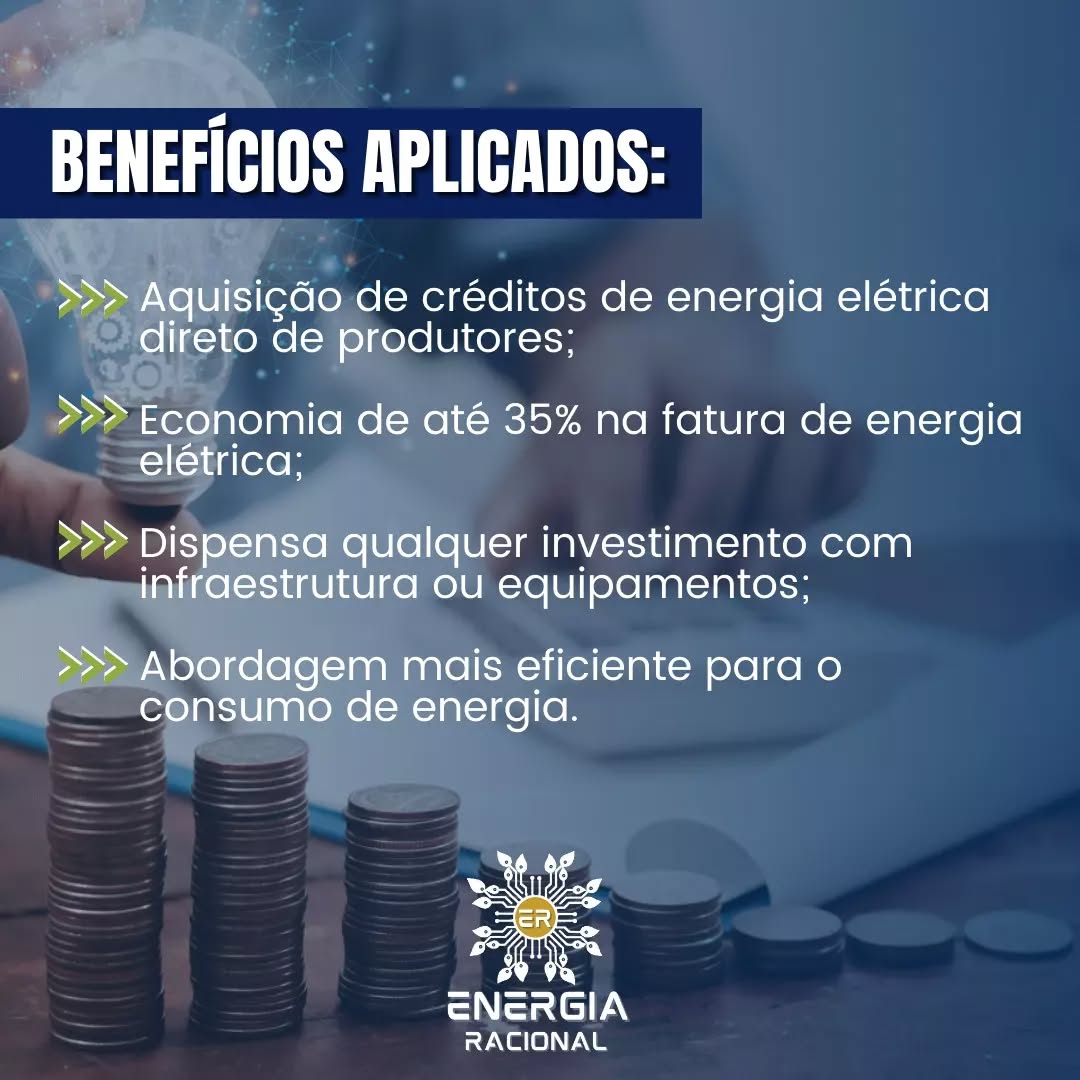 BENEFÍCIOS APLICADOS:
>>> Aquisição de créditos de energia elétrica
direto de produtores;
>>> Economia de até 35% na fatura de energia
elétrica;
>>> Dispensa qualquer investimento com
infraestrutura ou equipamentos;
>>> Abordagem mais eficiente para o
consumo de energia.
ER
ENERGIA
RACIONAL